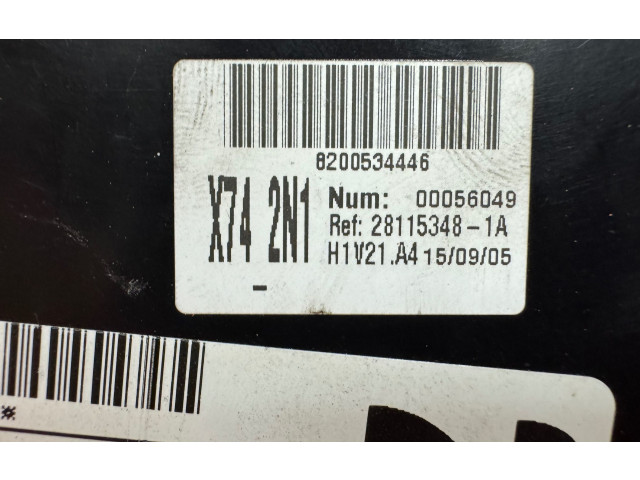 8200534446
X74 2N1
Num: 00056049
Ref: 28115348-1A
H1V21.A4 15/09/05
-
*